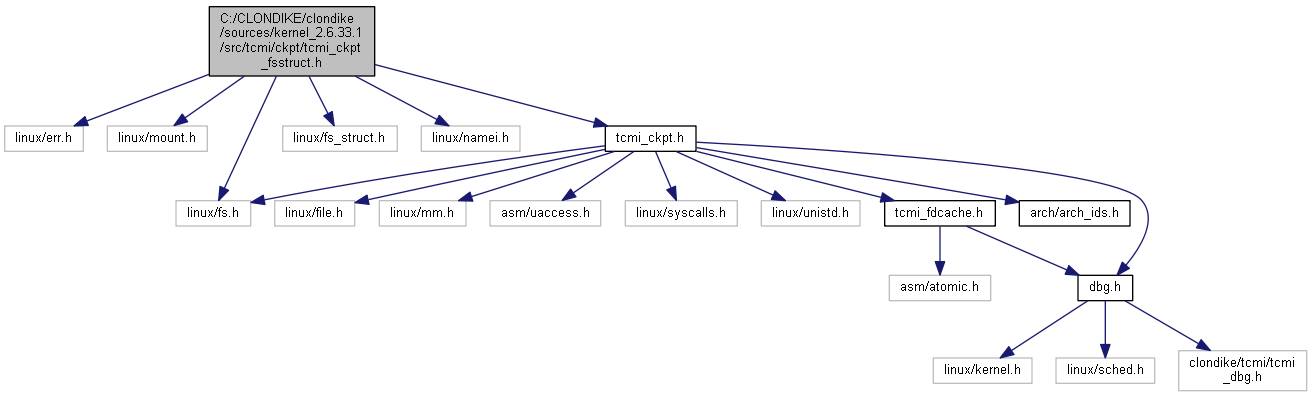 C:/CLONDIKE/clondike
/sources/kernel_2.6.33.1
/src/tcmi/ckpt/tcmi_ckpt
_fsstruct.h
linux/err.h
linux/mount.h
linux/fs_struct.h
linux/namei.h
tcmi_ckpt.h
linux/fs.h
linux/file.h
linux/mm.h
asm/uaccess.h
linux/syscalls.h
linux/unistd.h
tcmi_fdcache.h
arch/arch_ids.h
asm/atomic.h
dbg.h
linux/kernel.h
linux/sched.h
clondike/tcmi/tcmi
_dbg.h